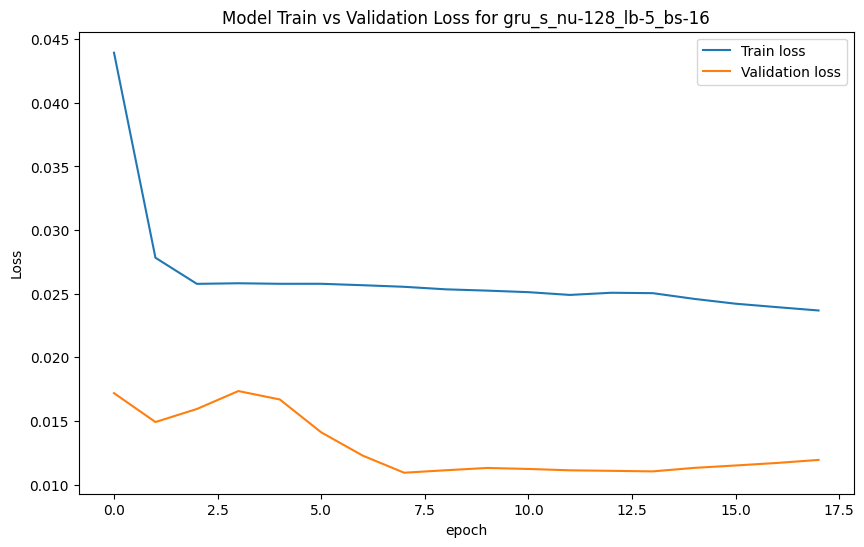 Model Train vs Validation Loss for gru_s_nu-128_lb-5_bs-16
Train loss
Validation loss
0.045
0.040
0.035
0.030
0.025
0.020
0.015
0.010
Loss
0.0 2.5 5.0 7.5 10.0 12.5 15.0 17.5
epoch